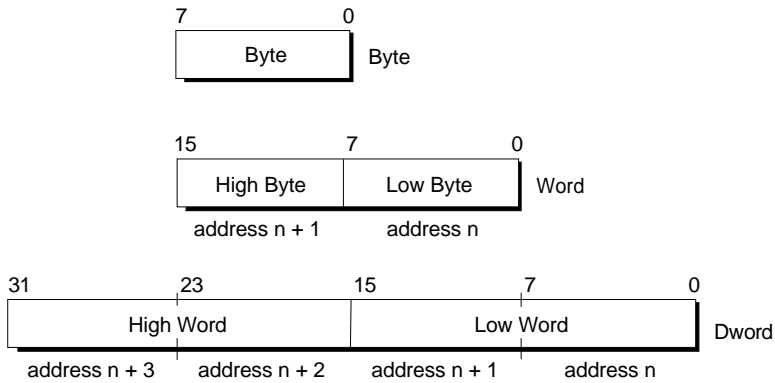 7 0
Byte Byte
15 7 0
High Byte Low Byte Word
address n + 1 address n
31 23 15 7 0
High Word Low Word Dword
address n + 3 address n + 2 address n + 1 address n